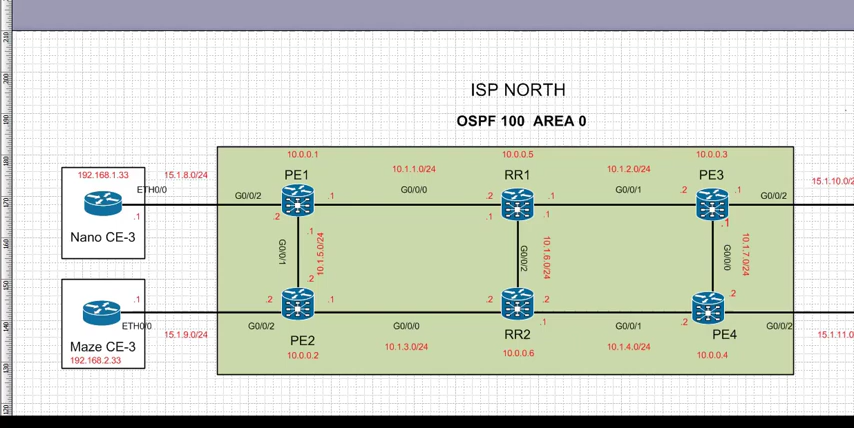 ISP NORTH
OSPF 100 AREA 0
10.0.0.1
10.0.0.5
10.0.0.3
192.168.1.33
15.1.8.0/24
PE1
10.1.1.0/24
RR1
10.1.2.0/24
PE3
ETH0/0
G0/0/2
.1
G0/0/0
.2
.1
G0/0/1
.2
.1
G0/0/2
15.1.10.0/2
.1
.2
.1
.1
.1
.1
Nano CE-3
G0/0/1
10.1.5.0/24
G0/0/2
10.1.6.0/24
G0/0/0
10.1.7.0/24
.2
.1
.2
.1
.2
.2
.2
.2
ETH0/0
G0/0/2
G0/0/0
.1
G0/0/1
G0/0/2
15.1.9.0/24
15.1.11.0
Maze CE-3
PE2
10.1.3.0/24
RR2
10.1.4.0/24
PE4
192.168.2.33
10.0.0.2
10.0.0.6
10.0.0.4